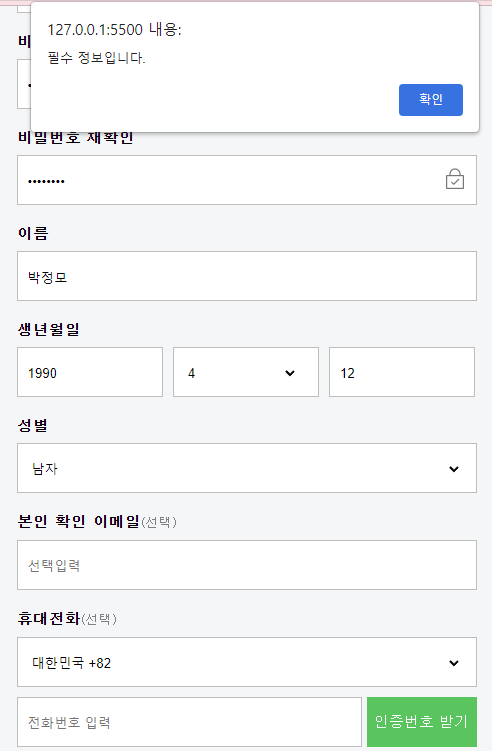 127.0.0.1:5500 내용:
필수 정보입니다.
확인
비
비밀번호 재확인
••••••••
이름
박정모
생년월일
1990 4 12
성별
남자
본인 확인 이메일(선택)
선택입력
휴대전화(선택)
대한민국 +82
전화번호 입력 인증번호 받기